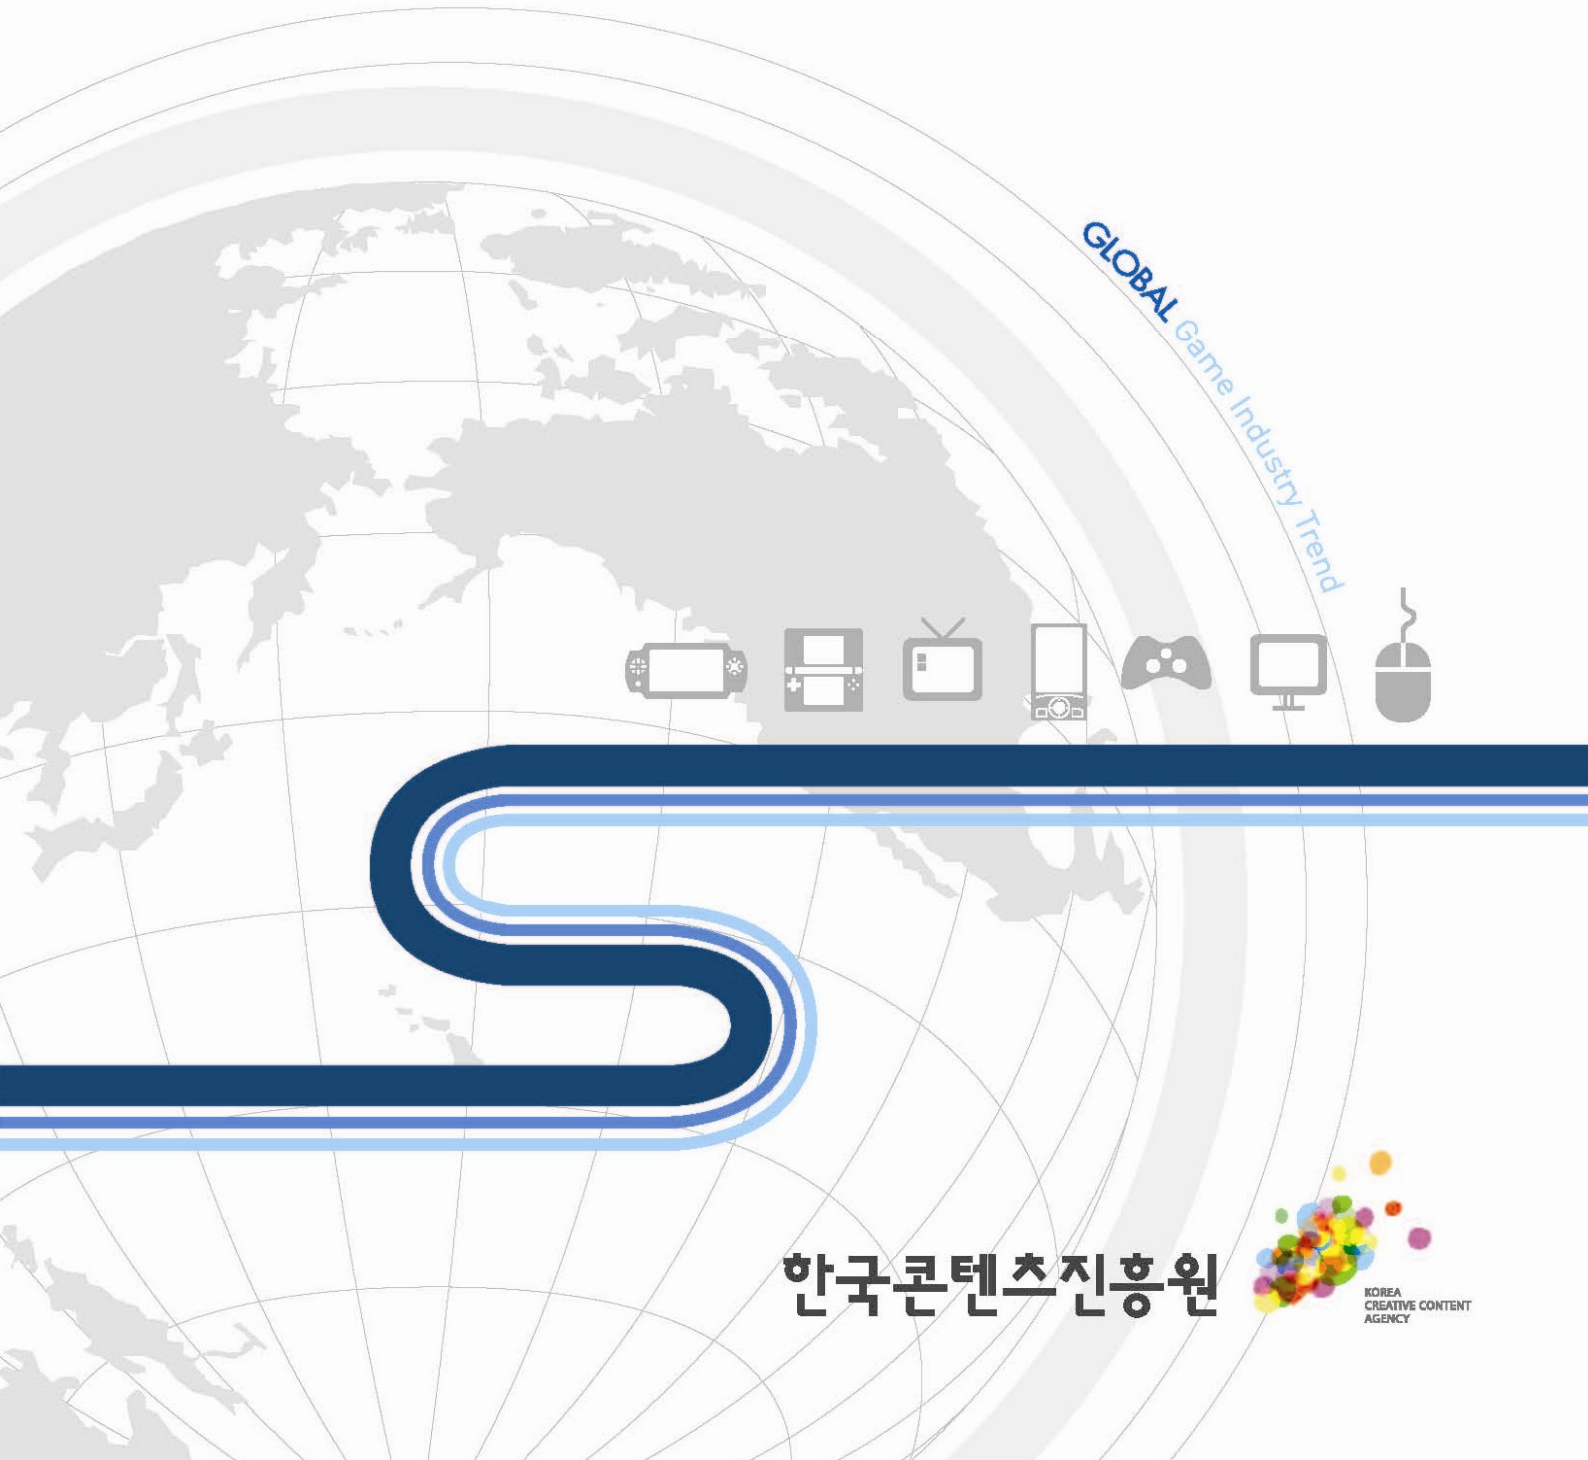 GLOBAL Game Industry Trend
한국콘텐츠진흥원
KOREA
CREATIVE CONTENT
AGENCY